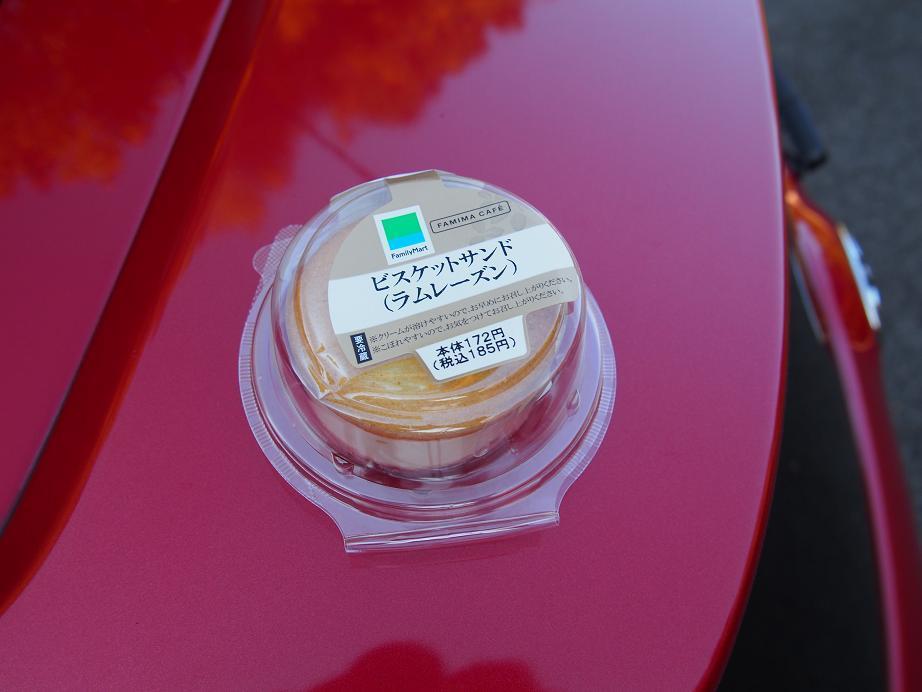 FamilyMart
FAMIMA CAFÉ
ビスケットサンド
(ラムレーズン)
要冷蔵
※クリームが溶けやすいので、お早めにお召し上がりください。
※こぼれやすいので、お気をつけてお召し上がりください。
本体172円
(税込185円)